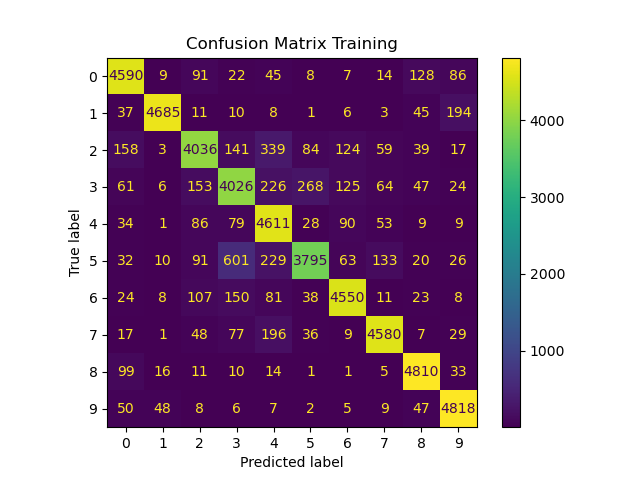 Confusion Matrix Training
0 4590 9 91 22 45 8 7 14 128 86
1 37 4685 11 10 8 1 6 3 45 194
2 158 3 4036 141 339 84 124 59 39 17
3 61 6 153 4026 226 268 125 64 47 24
4 34 1 86 79 4611 28 90 53 9 9
5 32 10 91 601 229 3795 63 133 20 26
6 24 8 107 150 81 38 4550 11 23 8
7 17 1 48 77 196 36 9 4580 7 29
8 99 16 11 10 14 1 1 5 4810 33
9 50 48 8 6 7 2 5 9 47 4818
0 1 2 3 4 5 6 7 8 9
Predicted label
True label
4000
3000
2000
1000